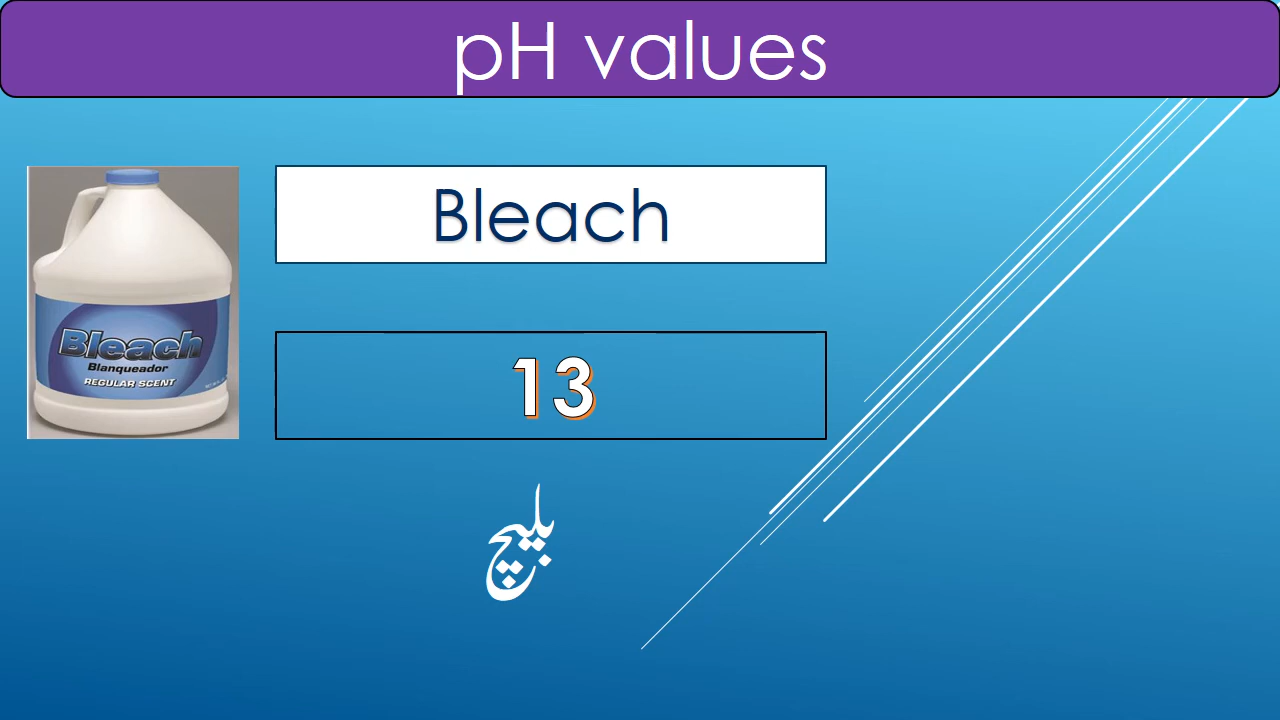 pH values
Bleach
Bleach
Blanqueador
REGULAR SCENT
13
بلیچ